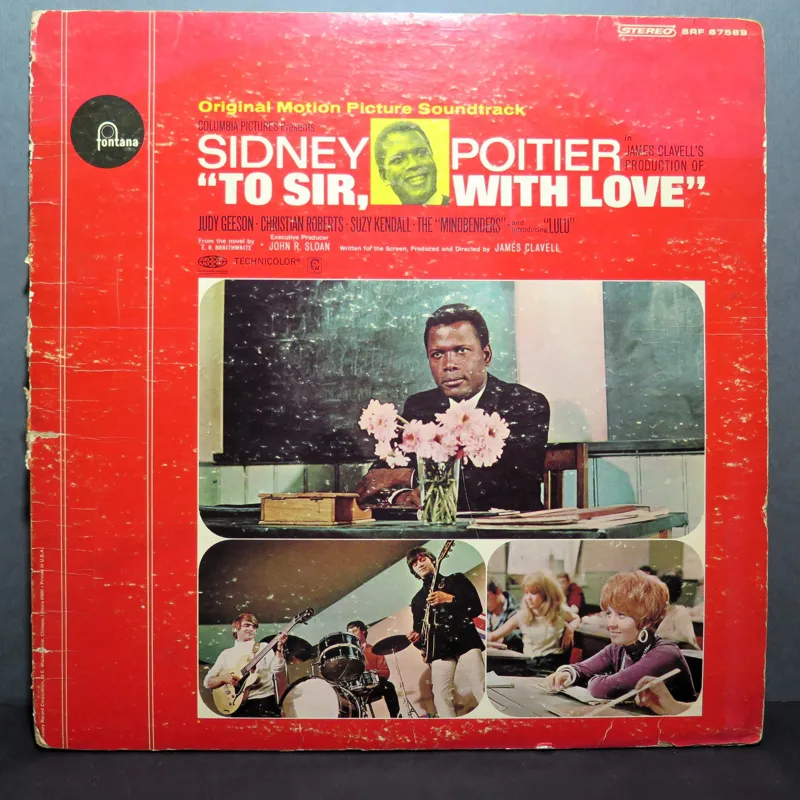 STEREO SRF 67569
Original Motion Picture Soundtrack
fontana
COLUMBIA PICTURES Presents
SIDNEY POITIER in JAMES CLAVELL'S PRODUCTION OF
"TO SIR, WITH LOVE"
JUDY GEESON · CHRISTIAN ROBERTS · SUZY KENDALL · THE "MINDBENDERS" · and introducing "LULU"
From the novel by E. R. BRAITHWAITE · Executive Producer JOHN R. SLOAN Written for the Screen, Produced and Directed by JAMES CLAVELL
TECHNICOLOR®
Printed in U.S.A.